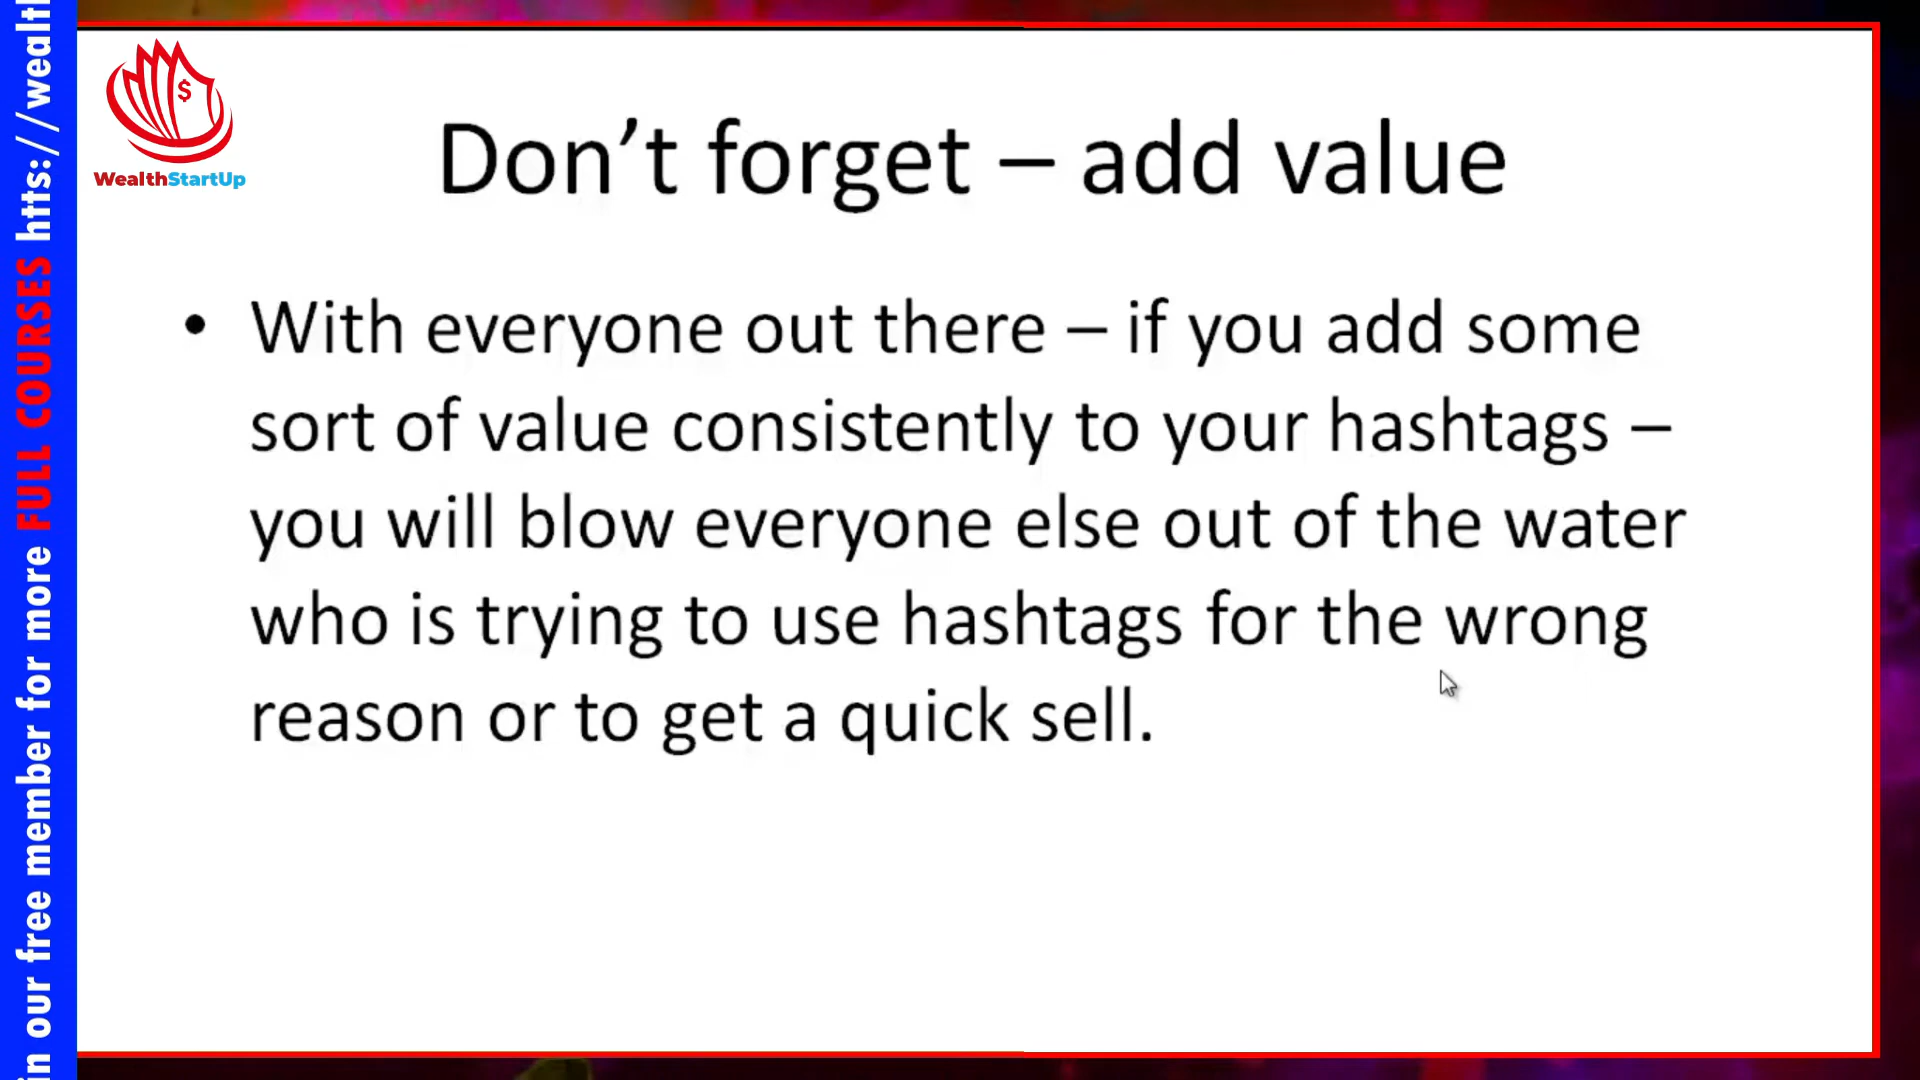 Don’t forget – add value
$
WealthStartUp
• With everyone out there – if you add some
sort of value consistently to your hashtags –
you will blow everyone else out of the water
who is trying to use hashtags for the wrong
reason or to get a quick sell.
in our free member for more FULL COURSES htts://wealt